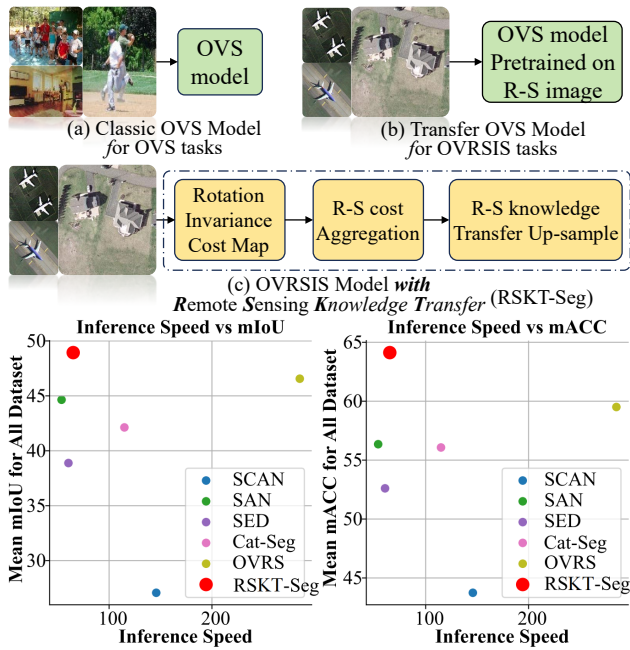 OVS
model
OVS model
Pretrained on
R-S image
(a) Classic OVS Model
for OVS tasks
(b) Transfer OVS Model
for OVRSIS tasks
Rotation
Invariance
Cost Map
R-S cost
Aggregation
R-S knowledge
Transfer Up-sample
(c) OVRSIS Model with
Remote Sensing Knowledge Transfer (RSKT-Seg)
Inference Speed vs mIoU
Mean mIoU for All Dataset
50
45
40
35
30
100
200
Inference Speed
SCAN
SAN
SED
Cat-Seg
OVRS
RSKT-Seg
Inference Speed vs mACC
Mean mACC for All Dataset
65
60
55
50
45
100
200
Inference Speed
SCAN
SAN
SED
Cat-Seg
OVRS
RSKT-Seg